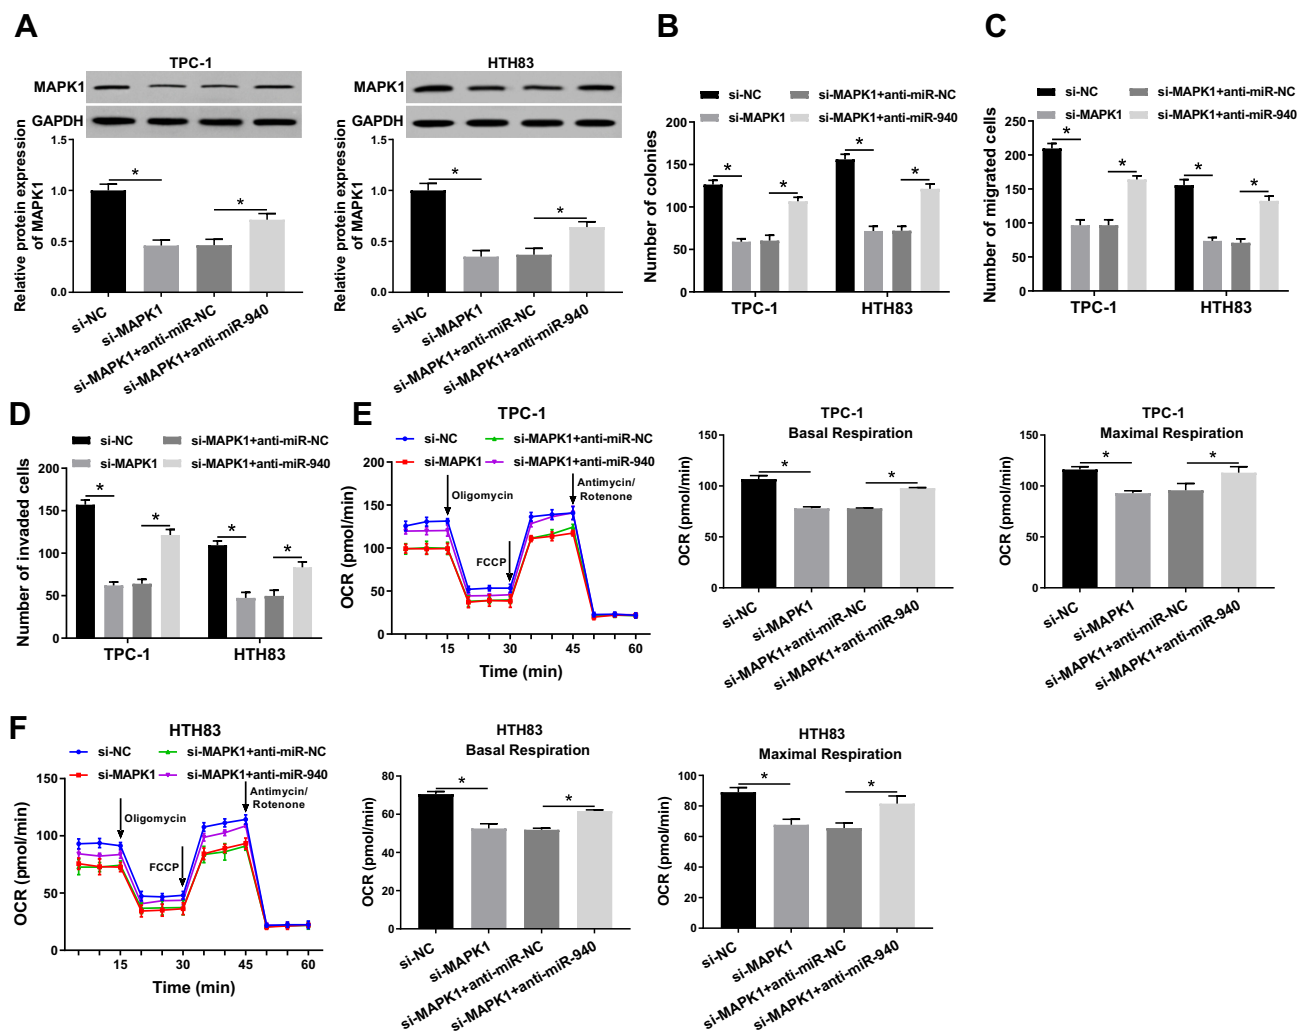 A
TPC-1
MAPK1
GAPDH
Relative protein expression
of MAPK1
1.0
0.5
0.0
*
*
si-NC
si-MAPK1
si-MAPK1+anti-miR-NC
si-MAPK1+anti-miR-940
HTH83
MAPK1
GAPDH
Relative protein expression
of MAPK1
1.0
0.5
0.0
*
*
si-NC
si-MAPK1
si-MAPK1+anti-miR-NC
si-MAPK1+anti-miR-940
B
si-NC
si-MAPK1+anti-miR-NC
si-MAPK1
si-MAPK1+anti-miR-940
Number of colonies
200
150
100
50
0
*
*
*
*
TPC-1
HTH83
C
si-NC
si-MAPK1+anti-miR-NC
si-MAPK1
si-MAPK1+anti-miR-940
Number of migrated cells
250
200
150
100
50
0
*
*
*
*
TPC-1
HTH83
D
si-NC
si-MAPK1+anti-miR-NC
si-MAPK1
si-MAPK1+anti-miR-940
Number of invaded cells
200
150
100
50
0
*
*
*
*
TPC-1
HTH83
E
TPC-1
si-NC
si-MAPK1+anti-miR-NC
si-MAPK1
si-MAPK1+anti-miR-940
OCR (pmol/min)
200
150
100
50
0
Oligomycin
FCCP
Antimycin/
Rotenone
15
30
45
60
Time (min)
TPC-1
Basal Respiration
OCR (pmol/min)
150
100
50
0
*
*
si-NC
si-MAPK1
si-MAPK1+anti-miR-NC
si-MAPK1+anti-miR-940
TPC-1
Maximal Respiration
OCR (pmol/min)
150
100
50
0
*
*
si-NC
si-MAPK1
si-MAPK1+anti-miR-NC
si-MAPK1+anti-miR-940
F
HTH83
si-NC
si-MAPK1+anti-miR-NC
si-MAPK1
si-MAPK1+anti-miR-940
OCR (pmol/min)
150
100
50
0
Oligomycin
FCCP
Antimycin/
Rotenone
15
30
45
60
Time (min)
HTH83
Basal Respiration
OCR (pmol/min)
80
60
40
20
0
*
*
si-NC
si-MAPK1
si-MAPK1+anti-miR-NC
si-MAPK1+anti-miR-940
HTH83
Maximal Respiration
OCR (pmol/min)
100
80
60
40
20
0
*
*
si-NC
si-MAPK1
si-MAPK1+anti-miR-NC
si-MAPK1+anti-miR-940